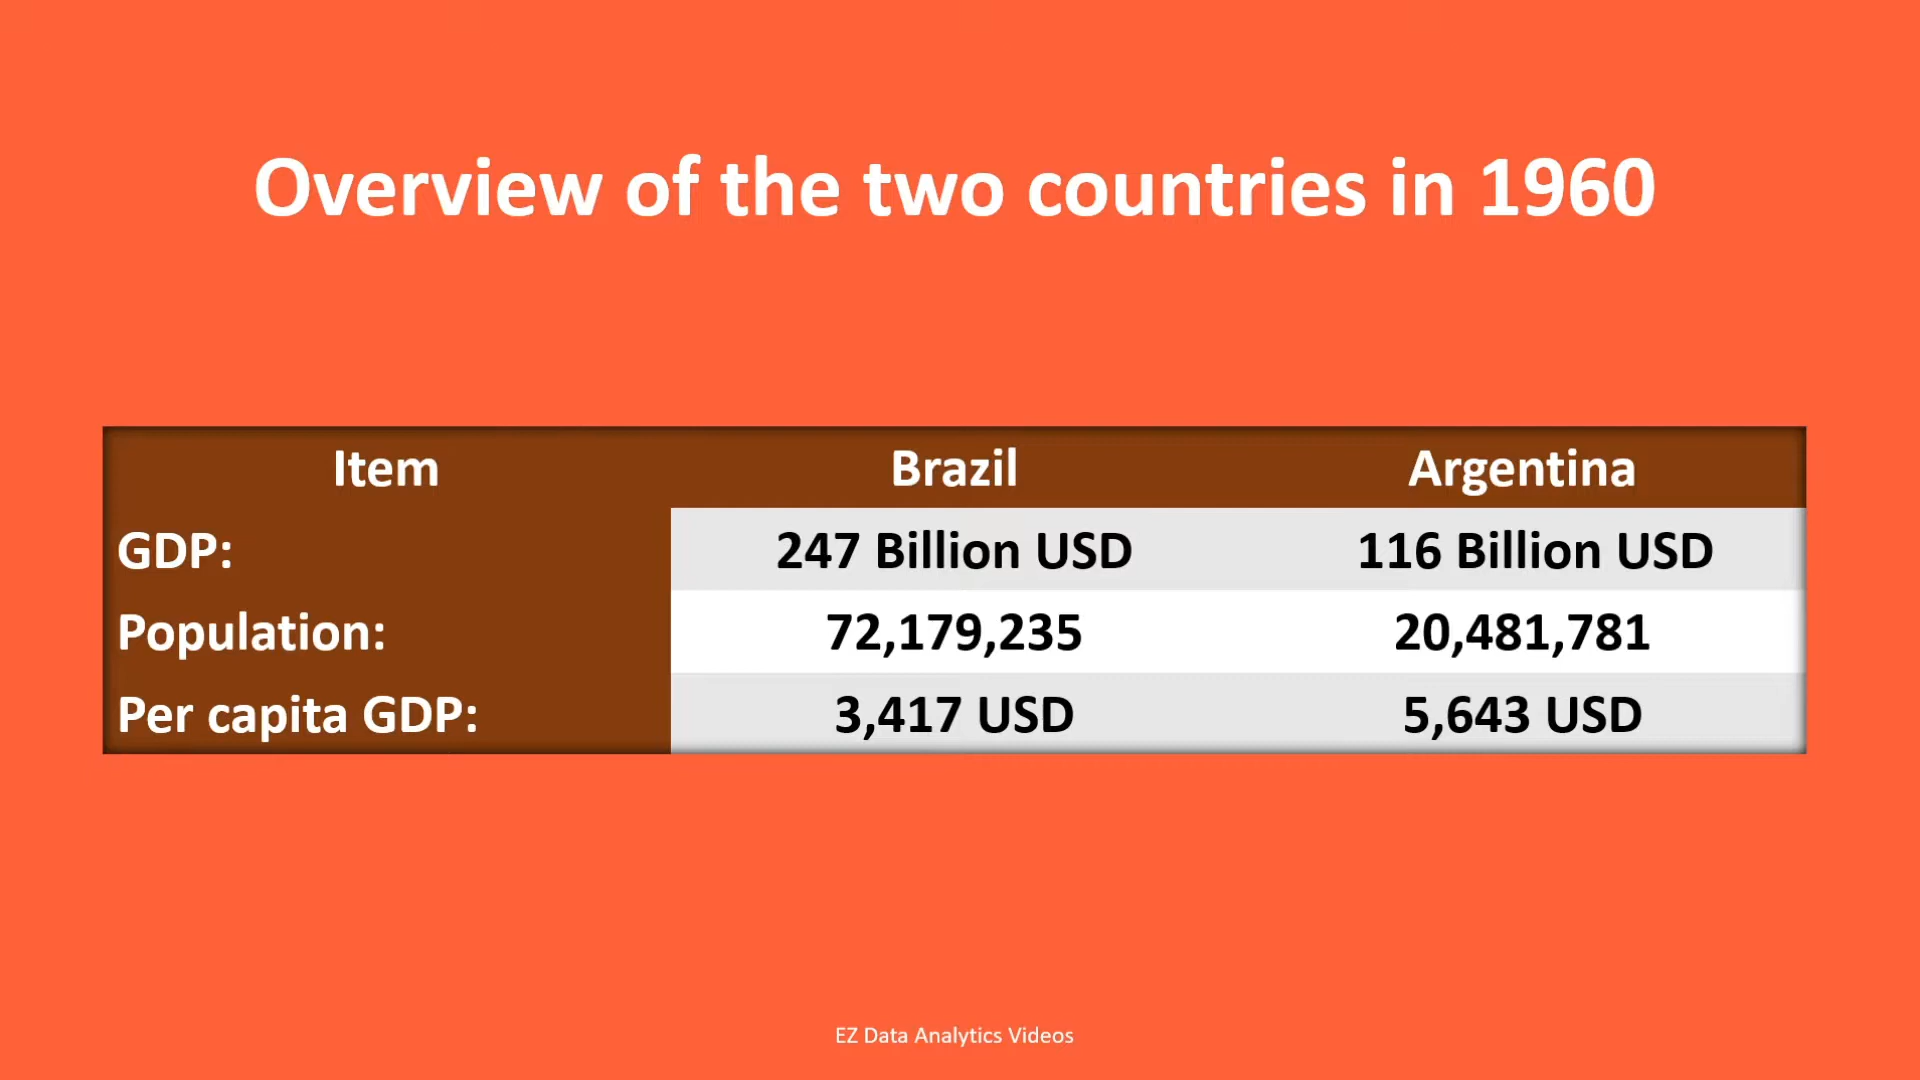 Overview of the two countries in 1960
Item Brazil Argentina
GDP: 247 Billion USD 116 Billion USD
Population: 72,179,235 20,481,781
Per capita GDP: 3,417 USD 5,643 USD
EZ Data Analytics Videos